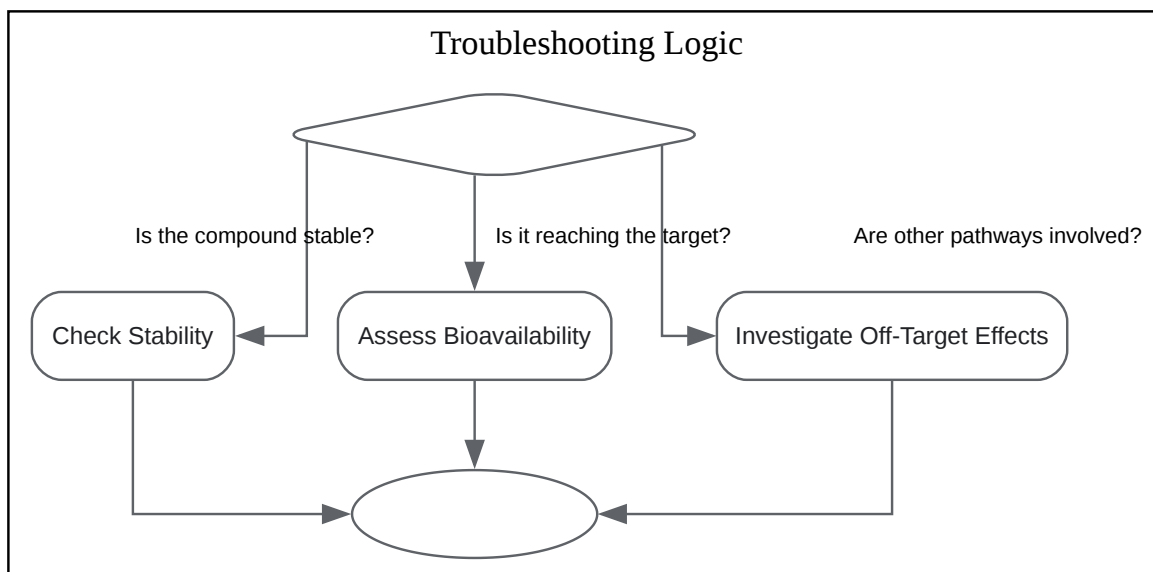 Troubleshooting Logic
Is the compound stable?
Is it reaching the target?
Are other pathways involved?
Check Stability
Assess Bioavailability
Investigate Off-Target Effects